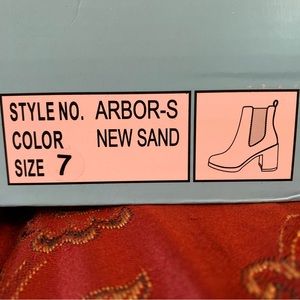 STYLE NO. ARBOR-S
COLOR NEW SAND
SIZE 7